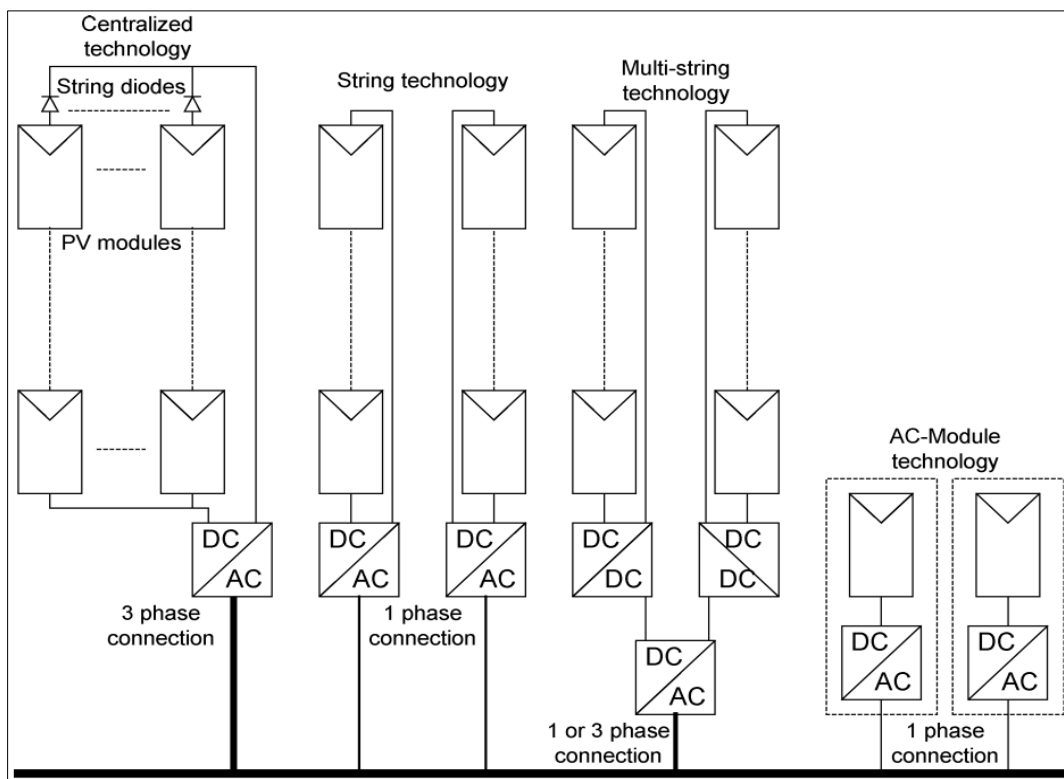 Centralized
technology
String diodes
PV modules
DC
AC
3 phase
connection
String technology
DC
AC
DC
AC
1 phase
connection
Multi-string
technology
DC
DC
DC
DC
DC
AC
1 or 3 phase
connection
AC-Module
technology
DC
AC
DC
AC
1 phase
connection